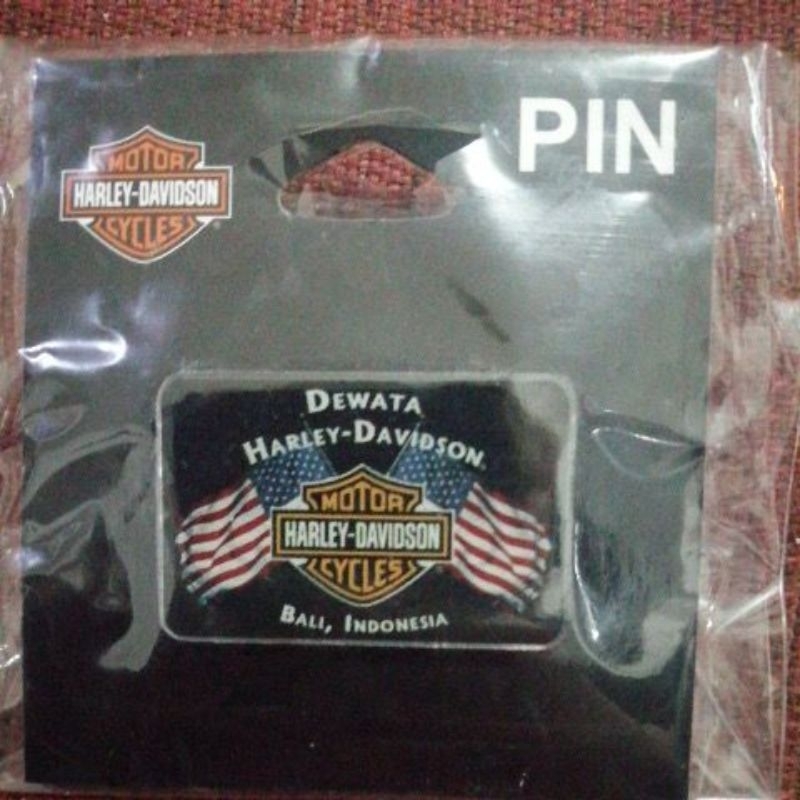 PIN
MOTOR
HARLEY-DAVIDSON
CYCLES
DEWATA
HARLEY-DAVIDSON
MOTOR
HARLEY-DAVIDSON
CYCLES
BALI, INDONESIA